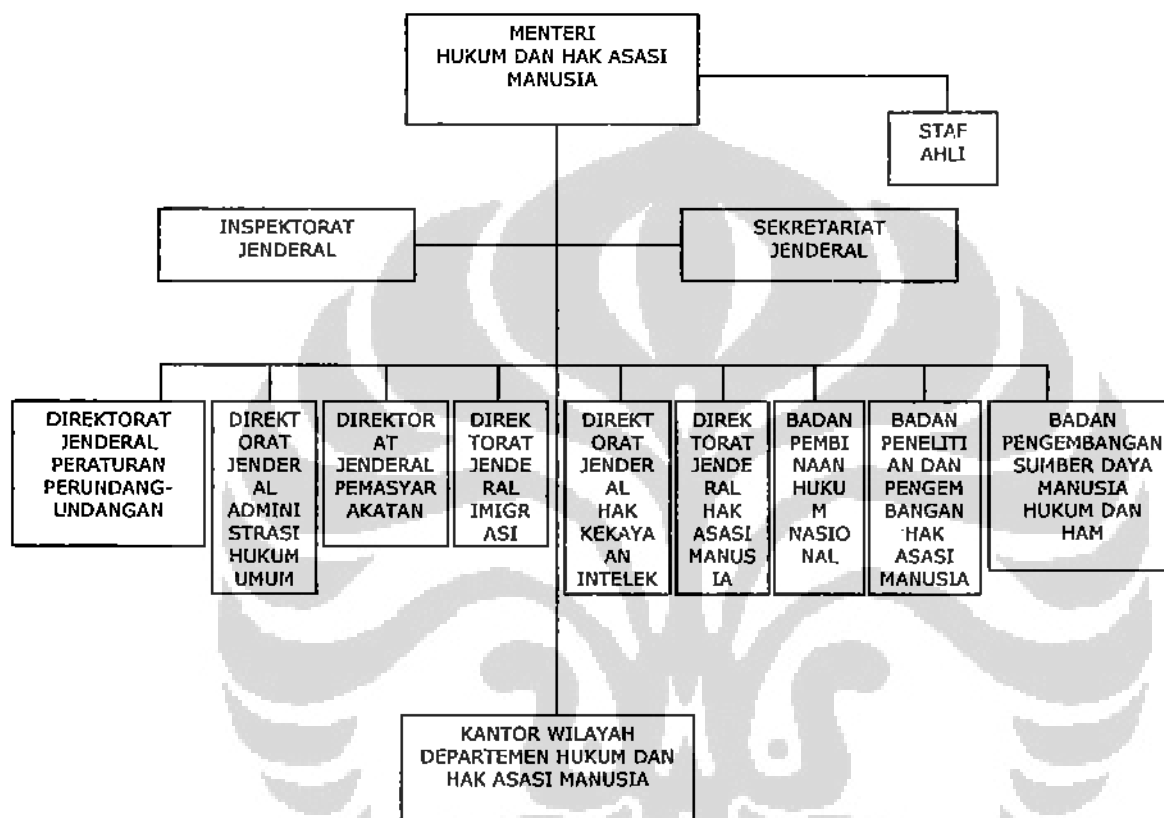 MENTERI
HUKUM DAN HAK ASASI
MANUSIA
STAF
AHLI
INSPEKTORAT
JENDERAL
SEKRETARIAT
JENDERAL
DIREKTORAT
JENDERAL
PERATURAN
PERUNDANG-
UNDANGAN
DIREKT
ORAT
JENDER
AL
ADMINI
STRASI
HUKUM
UMUM
DIREKTOR
AT
JENDERAL
PEMASYAR
AKATAN
DIREK
TORAT
JENDE
RAL
IMIGR
ASI
DIREKT
ORAT
JENDER
AL
HAK
KEKAYA
AN
INTELEK
DIREK
TORAT
JENDE
RAL
HAK
ASASI
MANUS
IA
BADAN
PEMBI
NAAN
HUKU
M
NASIO
NAL
BADAN
PENELITI
AN DAN
PENGEM
BANGAN
HAK
ASASI
MANUSIA
BADAN
PENGEMBANGAN
SUMBER DAYA
MANUSIA
HUKUM DAN
HAM
KANTOR WILAYAH
DEPARTEMEN HUKUM DAN
HAK ASASI MANUSIA